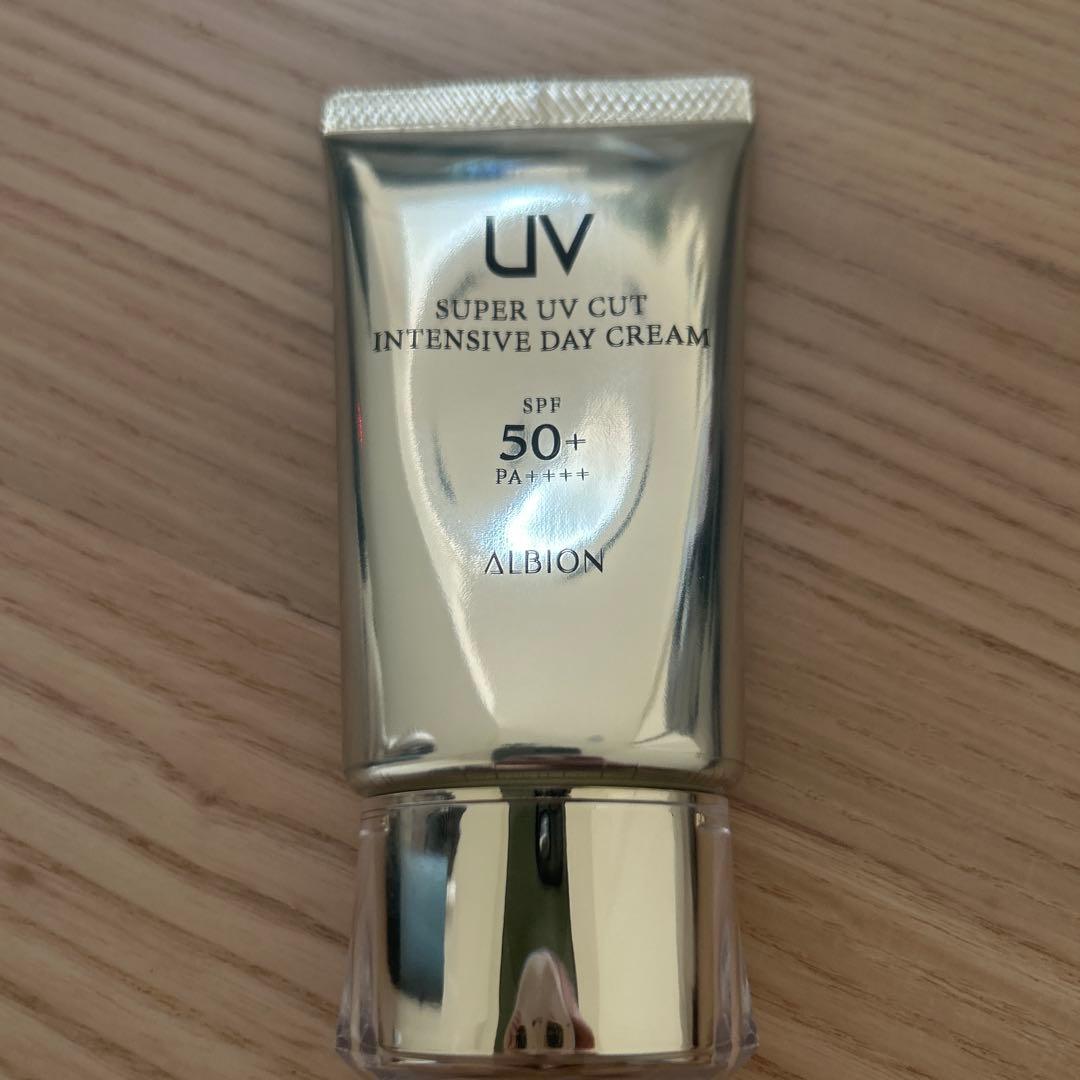 UV
SUPER UV CUT
INTENSIVE DAY CREAM
SPF
50+
PA++++
ALBION